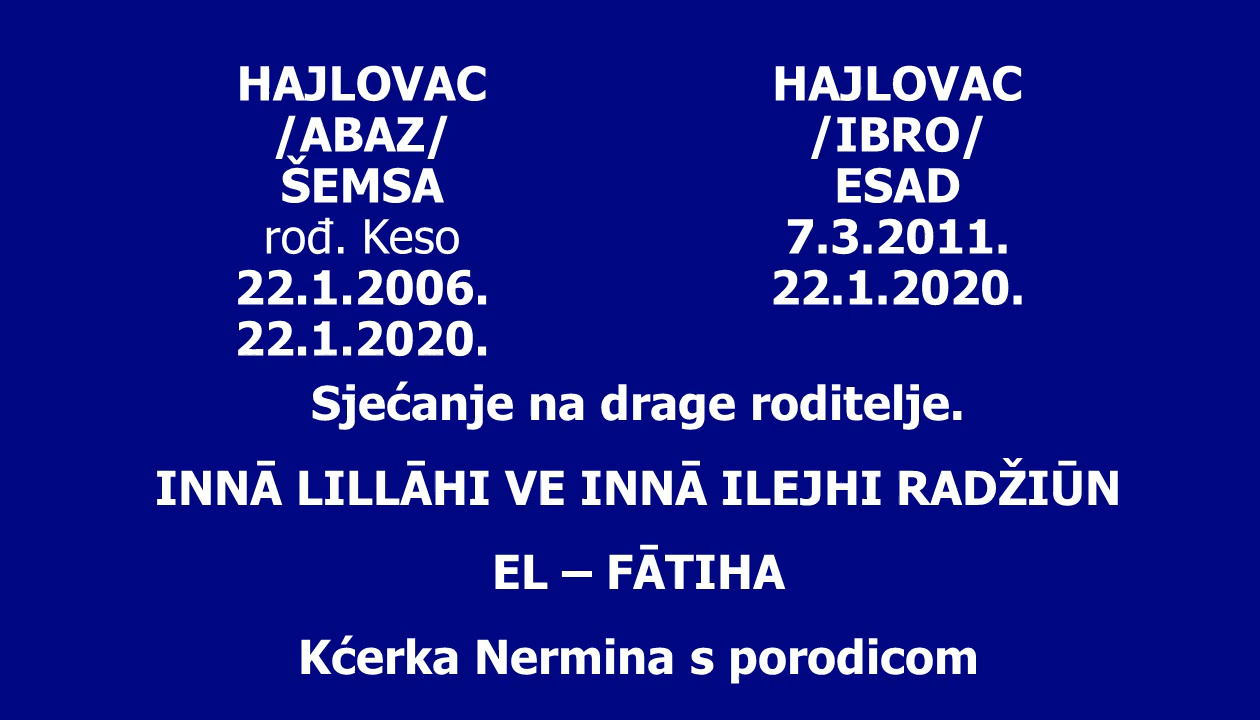 HAJLOVAC
/ABAZ/
ŠEMSA
rođ. Keso
22.1.2006.
22.1.2020.
HAJLOVAC
/IBRO/
ESAD
7.3.2011.
22.1.2020.
Sjećanje na drage roditelje.
INNĀ LILLĀHI VE INNĀ ILEJHI RADŽIŪN
EL – FĀTIHA
Kćerka Nermina s porodicom